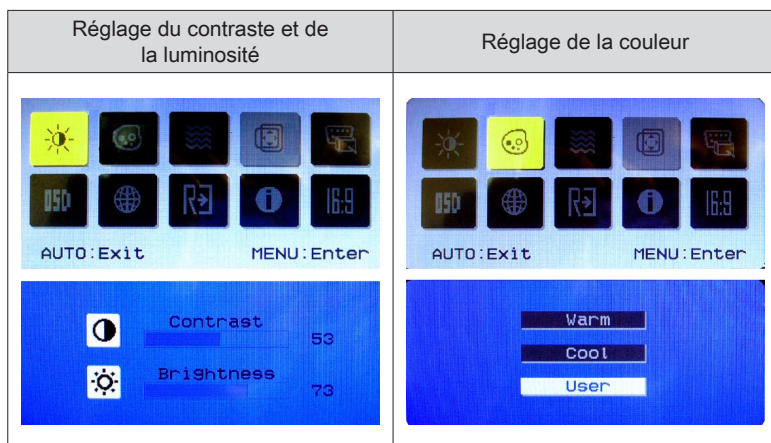 Réglage du contraste et de
la luminosité
Réglage de la couleur
OSD
16:9
AUTO:Exit
MENU:Enter
OSD
16:9
AUTO:Exit
MENU:Enter
Contrast
53
Brightness
73
Warm
Cool
User